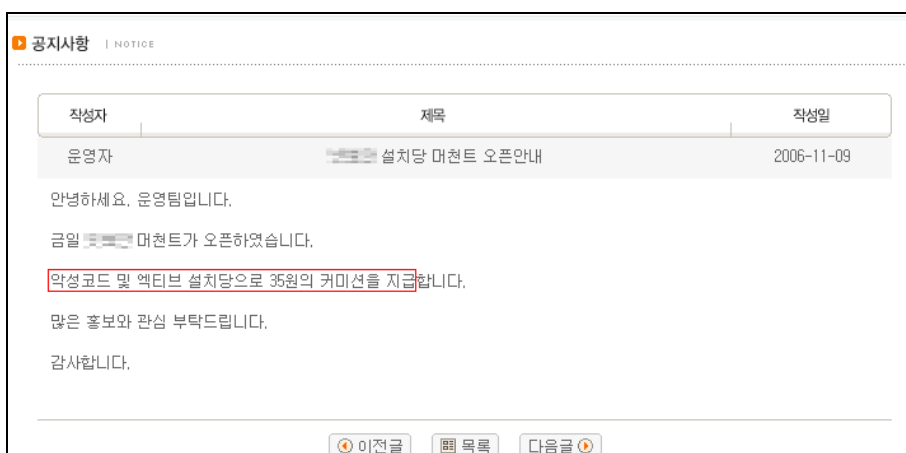 공지사항 | NOTICE
작성자 제목 작성일
운영자 설치당 머천트 오픈안내 2006-11-09
안녕하세요. 운영팀입니다.
금일 머천트가 오픈하였습니다.
악성코드 및 엑티브 설치당으로 35원의 커미션을 지급합니다.
많은 홍보와 관심 부탁드립니다.
감사합니다.
이전글 목록 다음글